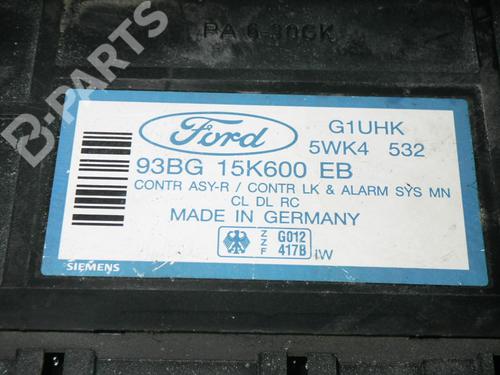 PA 6-30GK
B-PARTS
Ford
G1UHK
5WK4 532
93BG 15K600 EB
CONTR ASY-R / CONTR LK & ALARM SYS MN
CL DL RC
MADE IN GERMANY
ZZF
G012
417B
IW
SIEMENS